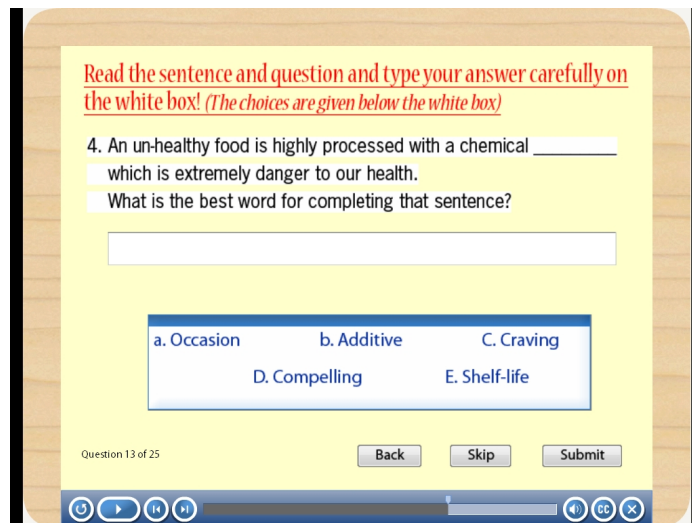 Read the sentence and question and type your answer carefully on
the white box! (The choices are given below the white box)
4. An un-healthy food is highly processed with a chemical _________
which is extremely danger to our health.
What is the best word for completing that sentence?
a. Occasion b. Additive C. Craving
D. Compelling E. Shelf-life
Question 13 of 25 Back Skip Submit
CC